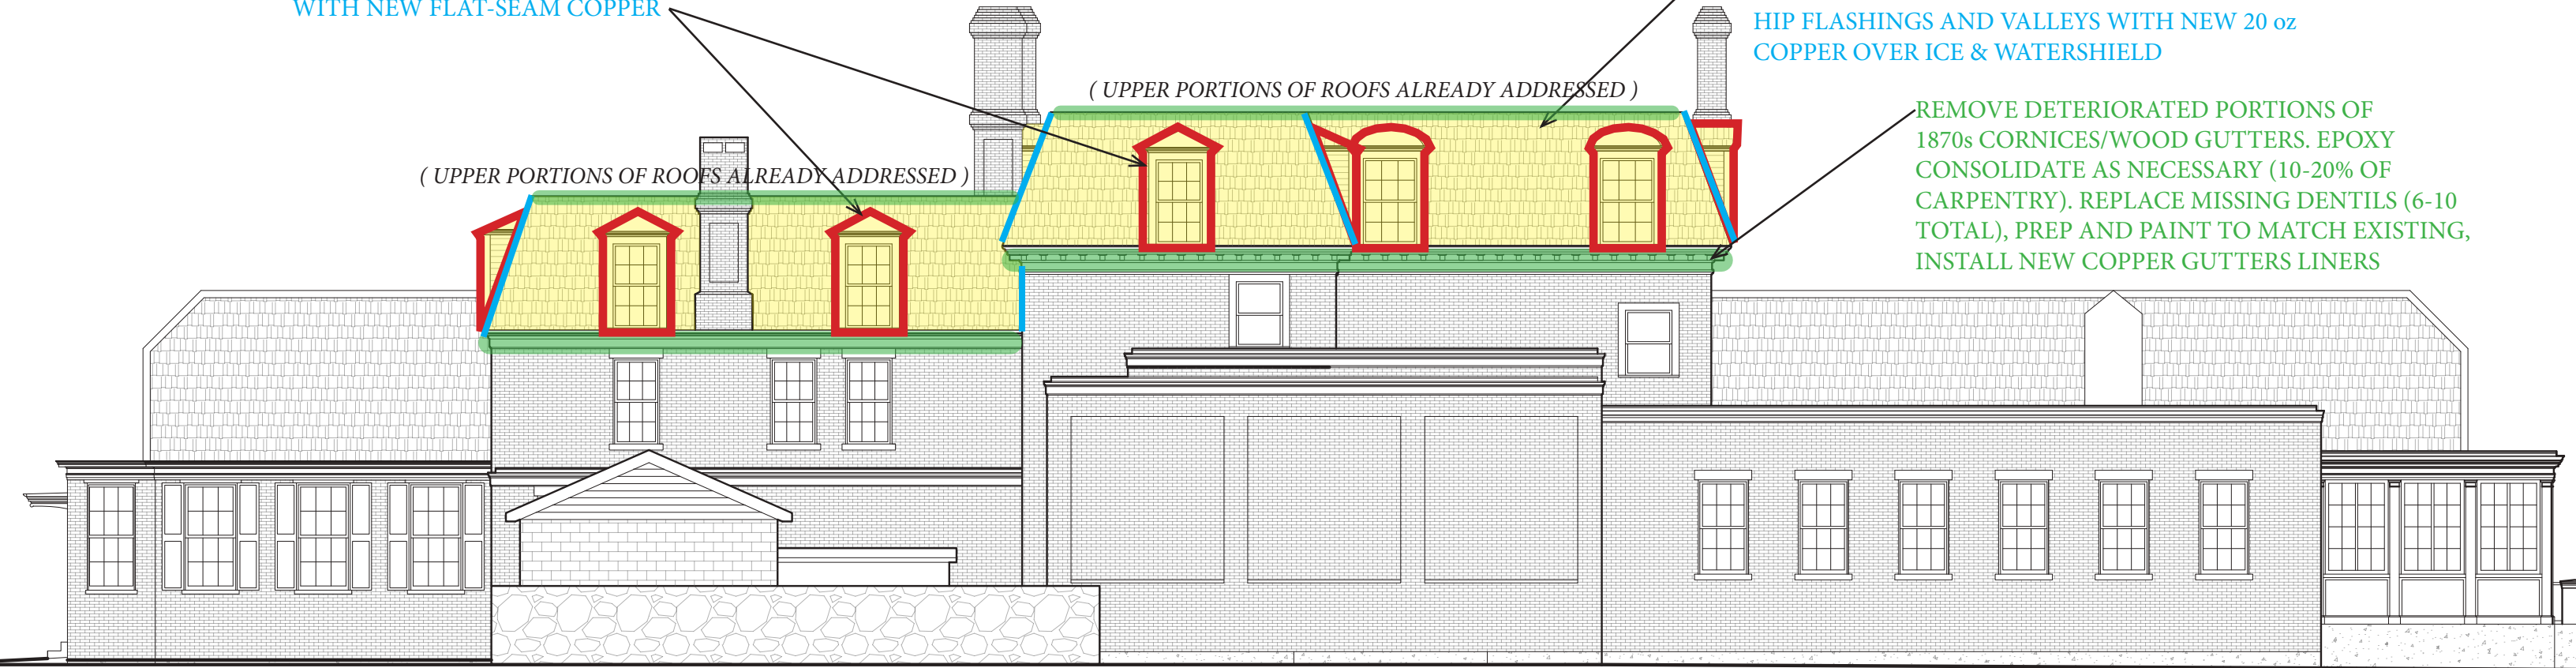 WITH NEW FLAT-SEAM COPPER
HIP FLASHINGS AND VALLEYS WITH NEW 20 oz
COPPER OVER ICE & WATERSHIELD
( UPPER PORTIONS OF ROOFS ALREADY ADDRESSED )
REMOVE DETERIORATED PORTIONS OF
1870s CORNICES/WOOD GUTTERS. EPOXY
CONSOLIDATE AS NECESSARY (10-20% OF
CARPENTRY). REPLACE MISSING DENTILS (6-10
TOTAL), PREP AND PAINT TO MATCH EXISTING,
INSTALL NEW COPPER GUTTERS LINERS
( UPPER PORTIONS OF ROOFS ALREADY ADDRESSED )